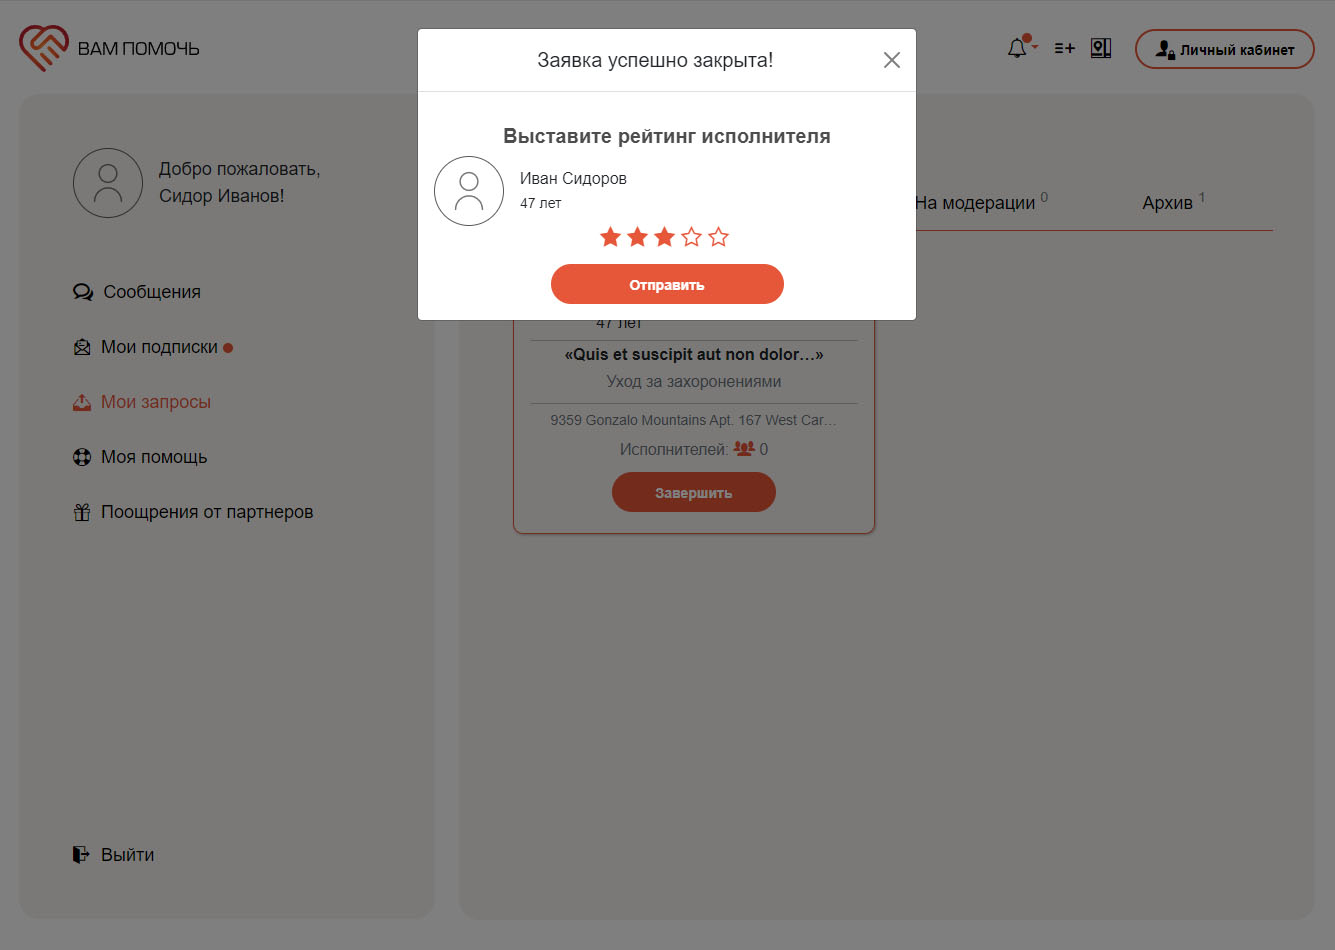 ВАМ ПОМОЧЬ
Личный кабинет
Заявка успешно закрыта!
Выставите рейтинг исполнителя
Иван Сидоров
47 лет
Отправить
Добро пожаловать,
Сидор Иванов!
Сообщения
Мои подписки
Мои запросы
Моя помощь
Поощрения от партнеров
Выйти
На модерации 0
Архив 1
47 лет
«Quis et suscipit aut non dolor…»
Уход за захоронениями
9359 Gonzalo Mountains Apt. 167 West Car…
Исполнителей: 0
Завершить